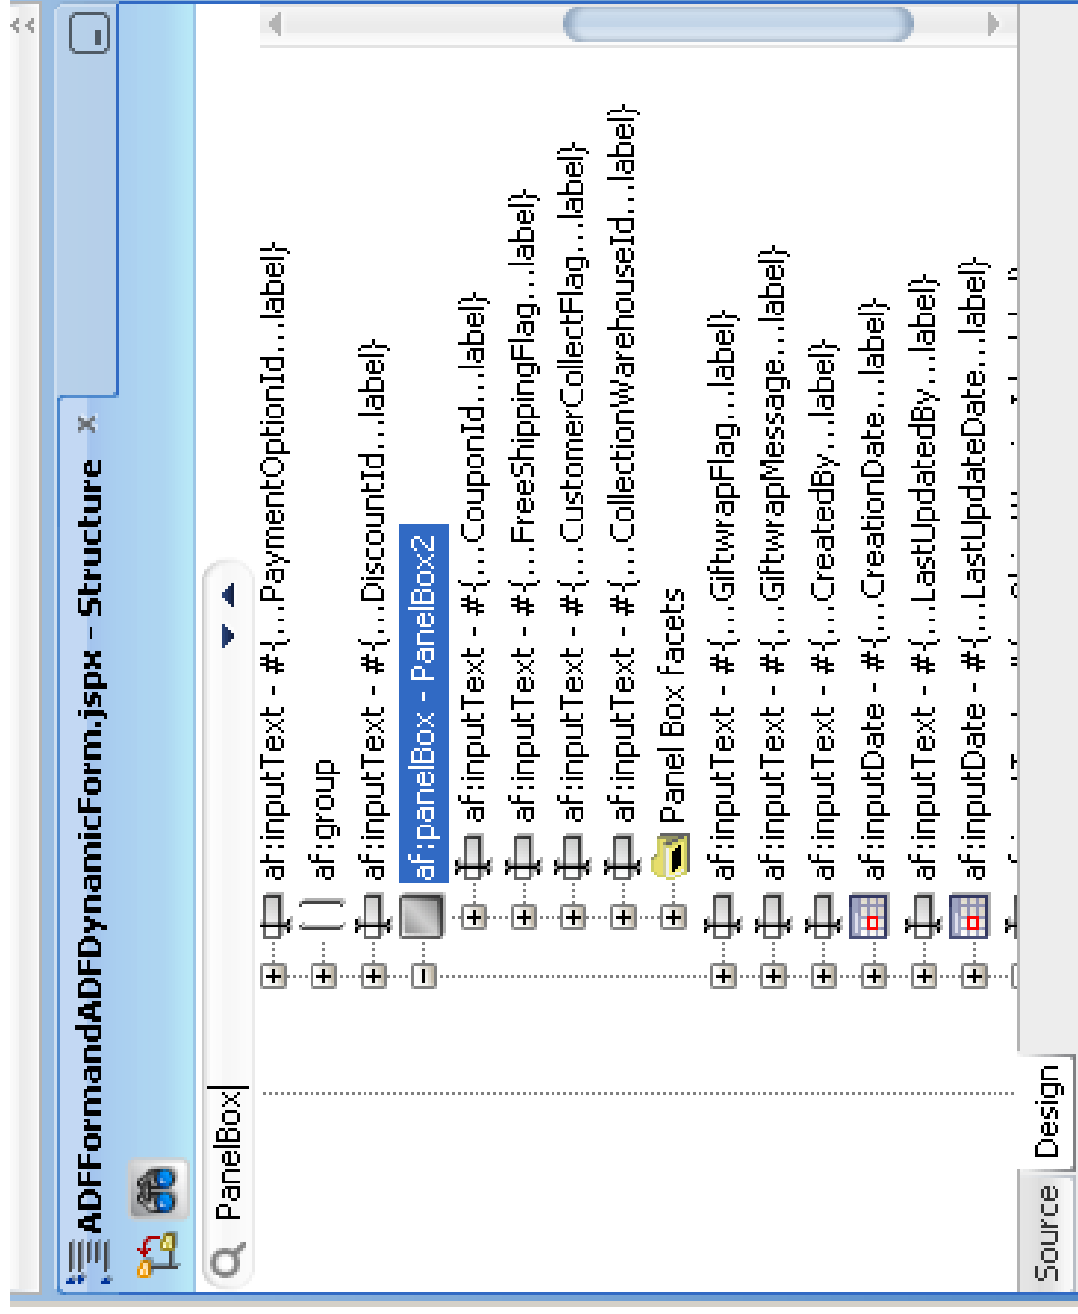 ADFFormandADFDynamicForm.jspx - Structure
PanelBox
af:inputText - #{...PaymentOptionId...label}
af:group
af:inputText - #{...DiscountId...label}
af:panelBox - PanelBox2
af:inputText - #{...CouponId...label}
af:inputText - #{...FreeShippingFlag...label}
af:inputText - #{...CustomerCollectFlag...label}
af:inputText - #{...CollectionWarehouseId...label}
Panel Box facets
af:inputText - #{...GiftwrapFlag...label}
af:inputText - #{...GiftwrapMessage...label}
af:inputText - #{...CreatedBy...label}
af:inputDate - #{...CreationDate...label}
af:inputText - #{...LastUpdatedBy...label}
af:inputDate - #{...LastUpdateDate...label}
Source Design